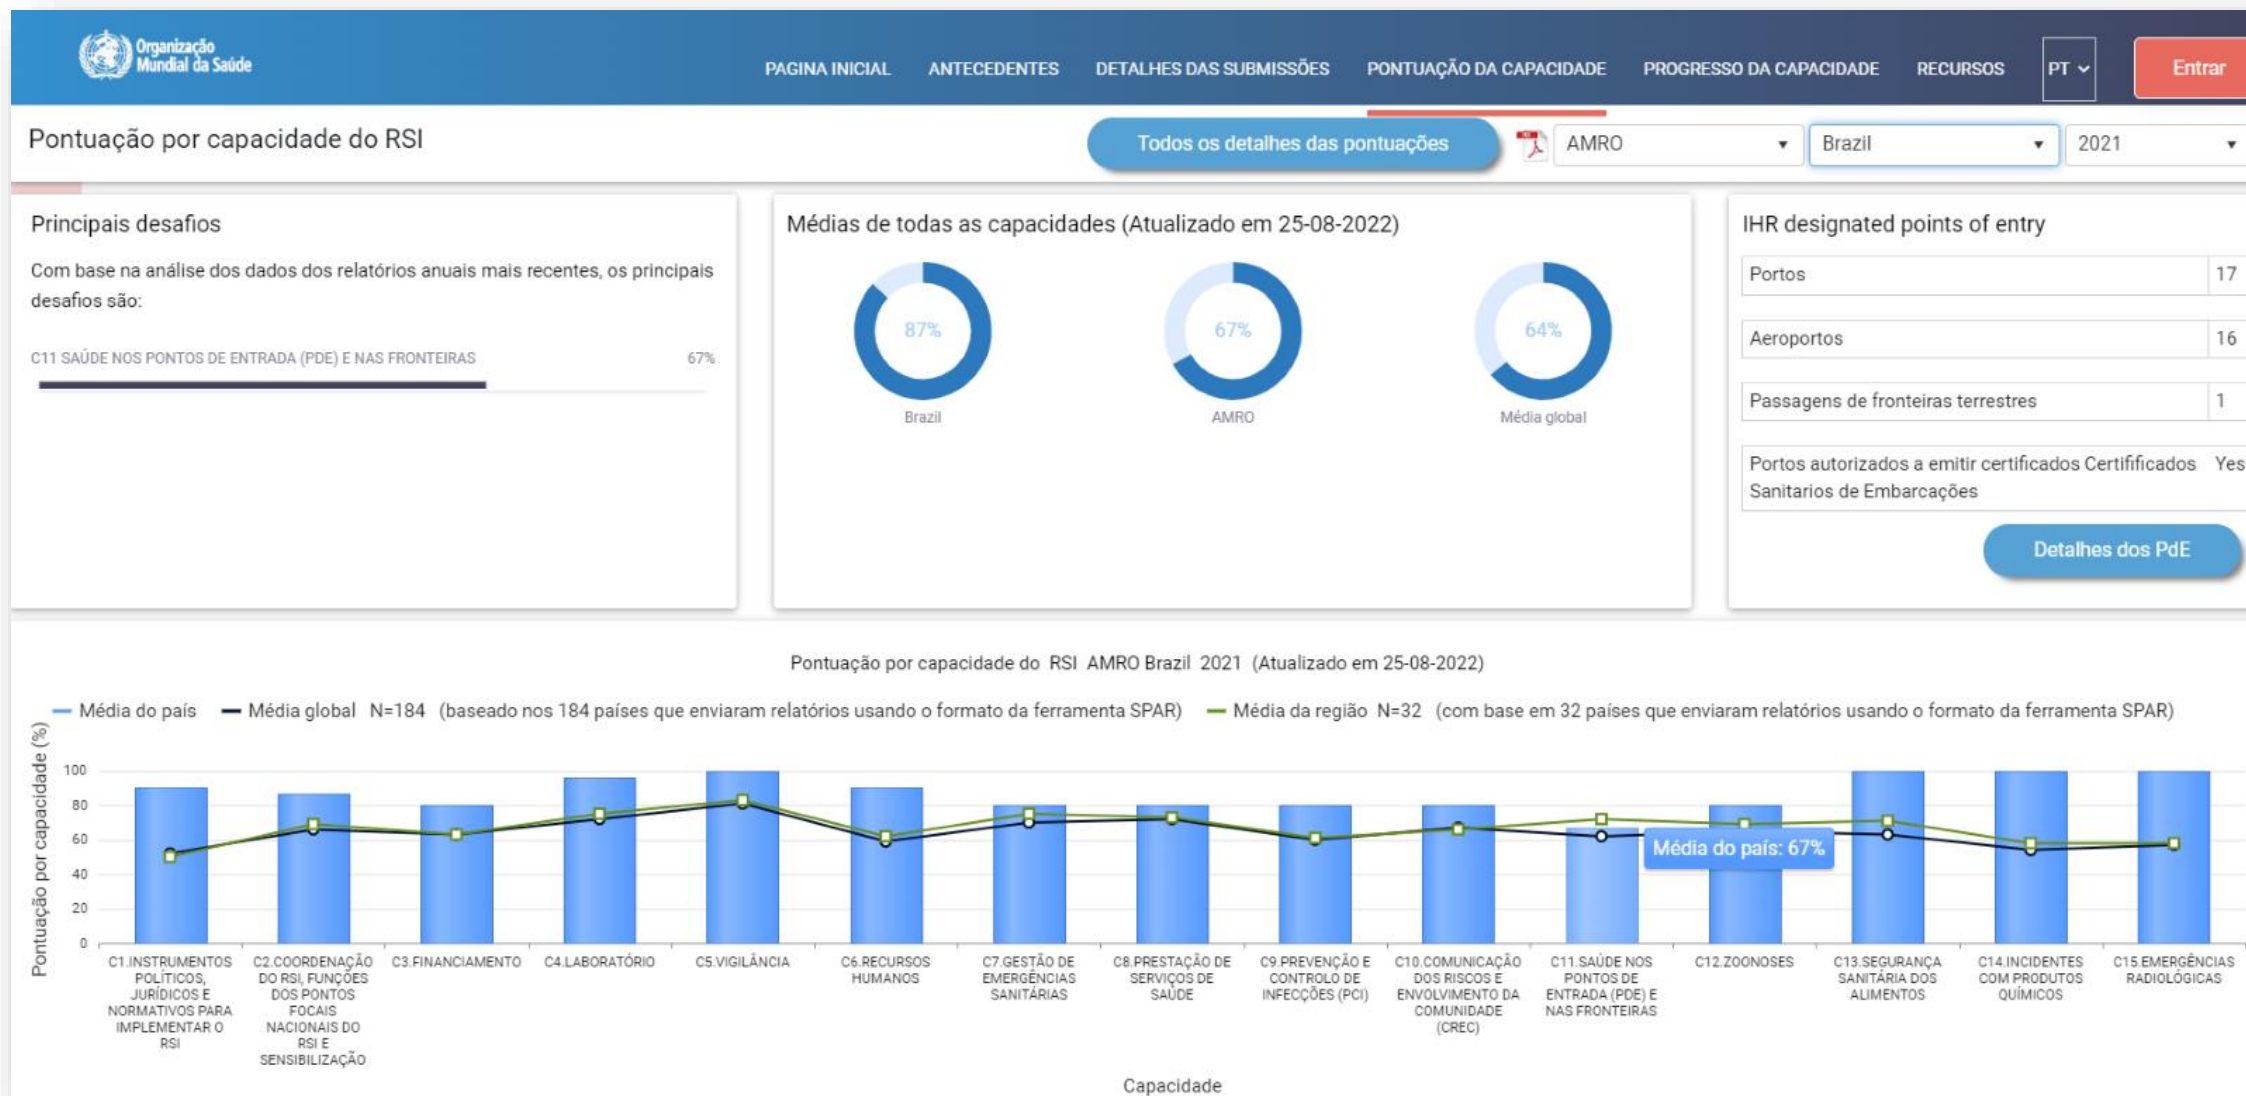 Organização
Mundial da Saúde
PAGINA INICIAL
ANTECEDENTES
DETALHES DAS SUBMISSÕES
PONTUAÇÃO DA CAPACIDADE
PROGRESSO DA CAPACIDADE
RECURSOS
PT
Entrar
Pontuação por capacidade do RSI
Todos os detalhes das pontuações
AMRO
Brazil
2021
Principais desafios
Com base na análise dos dados dos relatórios anuais mais recentes, os principais
desafios são:
C11 SAÚDE NOS PONTOS DE ENTRADA (PDE) E NAS FRONTEIRAS 67%
Médias de todas as capacidades (Atualizado em 25-08-2022)
87%
67%
64%
Brazil
AMRO
Média global
IHR designated points of entry
Portos 17
Aeroportos 16
Passagens de fronteiras terrestres 1
Portos autorizados a emitir certificados Certifificados Yes
Sanitarios de Embarcações
Detalhes dos PdE
Pontuação por capacidade do RSI AMRO Brazil 2021 (Atualizado em 25-08-2022)
Média do país
Média global N=184 (baseado nos 184 países que enviaram relatórios usando o formato da ferramenta SPAR)
Média da região N=32 (com base em 32 países que enviaram relatórios usando o formato da ferramenta SPAR)
Pontuação por capacidade (%)
100
80
60
40
20
0
Média do país: 67%
C1.INSTRUMENTOS
POLÍTICOS,
JURÍDICOS E
NORMATIVOS PARA
IMPLEMENTAR O
RSI
C2.COORDENAÇÃO
DO RSI, FUNÇÕES
DOS PONTOS
FOCAIS
NACIONAIS DO
RSI E
SENSIBILIZAÇÃO
C3.FINANCIAMENTO
C4.LABORATÓRIO
C5.VIGILÂNCIA
C6.RECURSOS
HUMANOS
C7.GESTÃO DE
EMERGÊNCIAS
SANITÁRIAS
C8.PRESTAÇÃO DE
SERVIÇOS DE
SAÚDE
C9.PREVENÇÃO E
CONTROLO DE
INFECÇÕES (PCI)
C10.COMUNICAÇÃO
DOS RISCOS E
ENVOLVIMENTO DA
COMUNIDADE
(CREC)
C11.SAÚDE NOS
PONTOS DE
ENTRADA (PDE) E
NAS FRONTEIRAS
C12.ZOONOSES
C13.SEGURANÇA
SANITÁRIA DOS
ALIMENTOS
C14.INCIDENTES
COM PRODUTOS
QUÍMICOS
C15.EMERGÊNCIAS
RADIOLÓGICAS
Capacidade